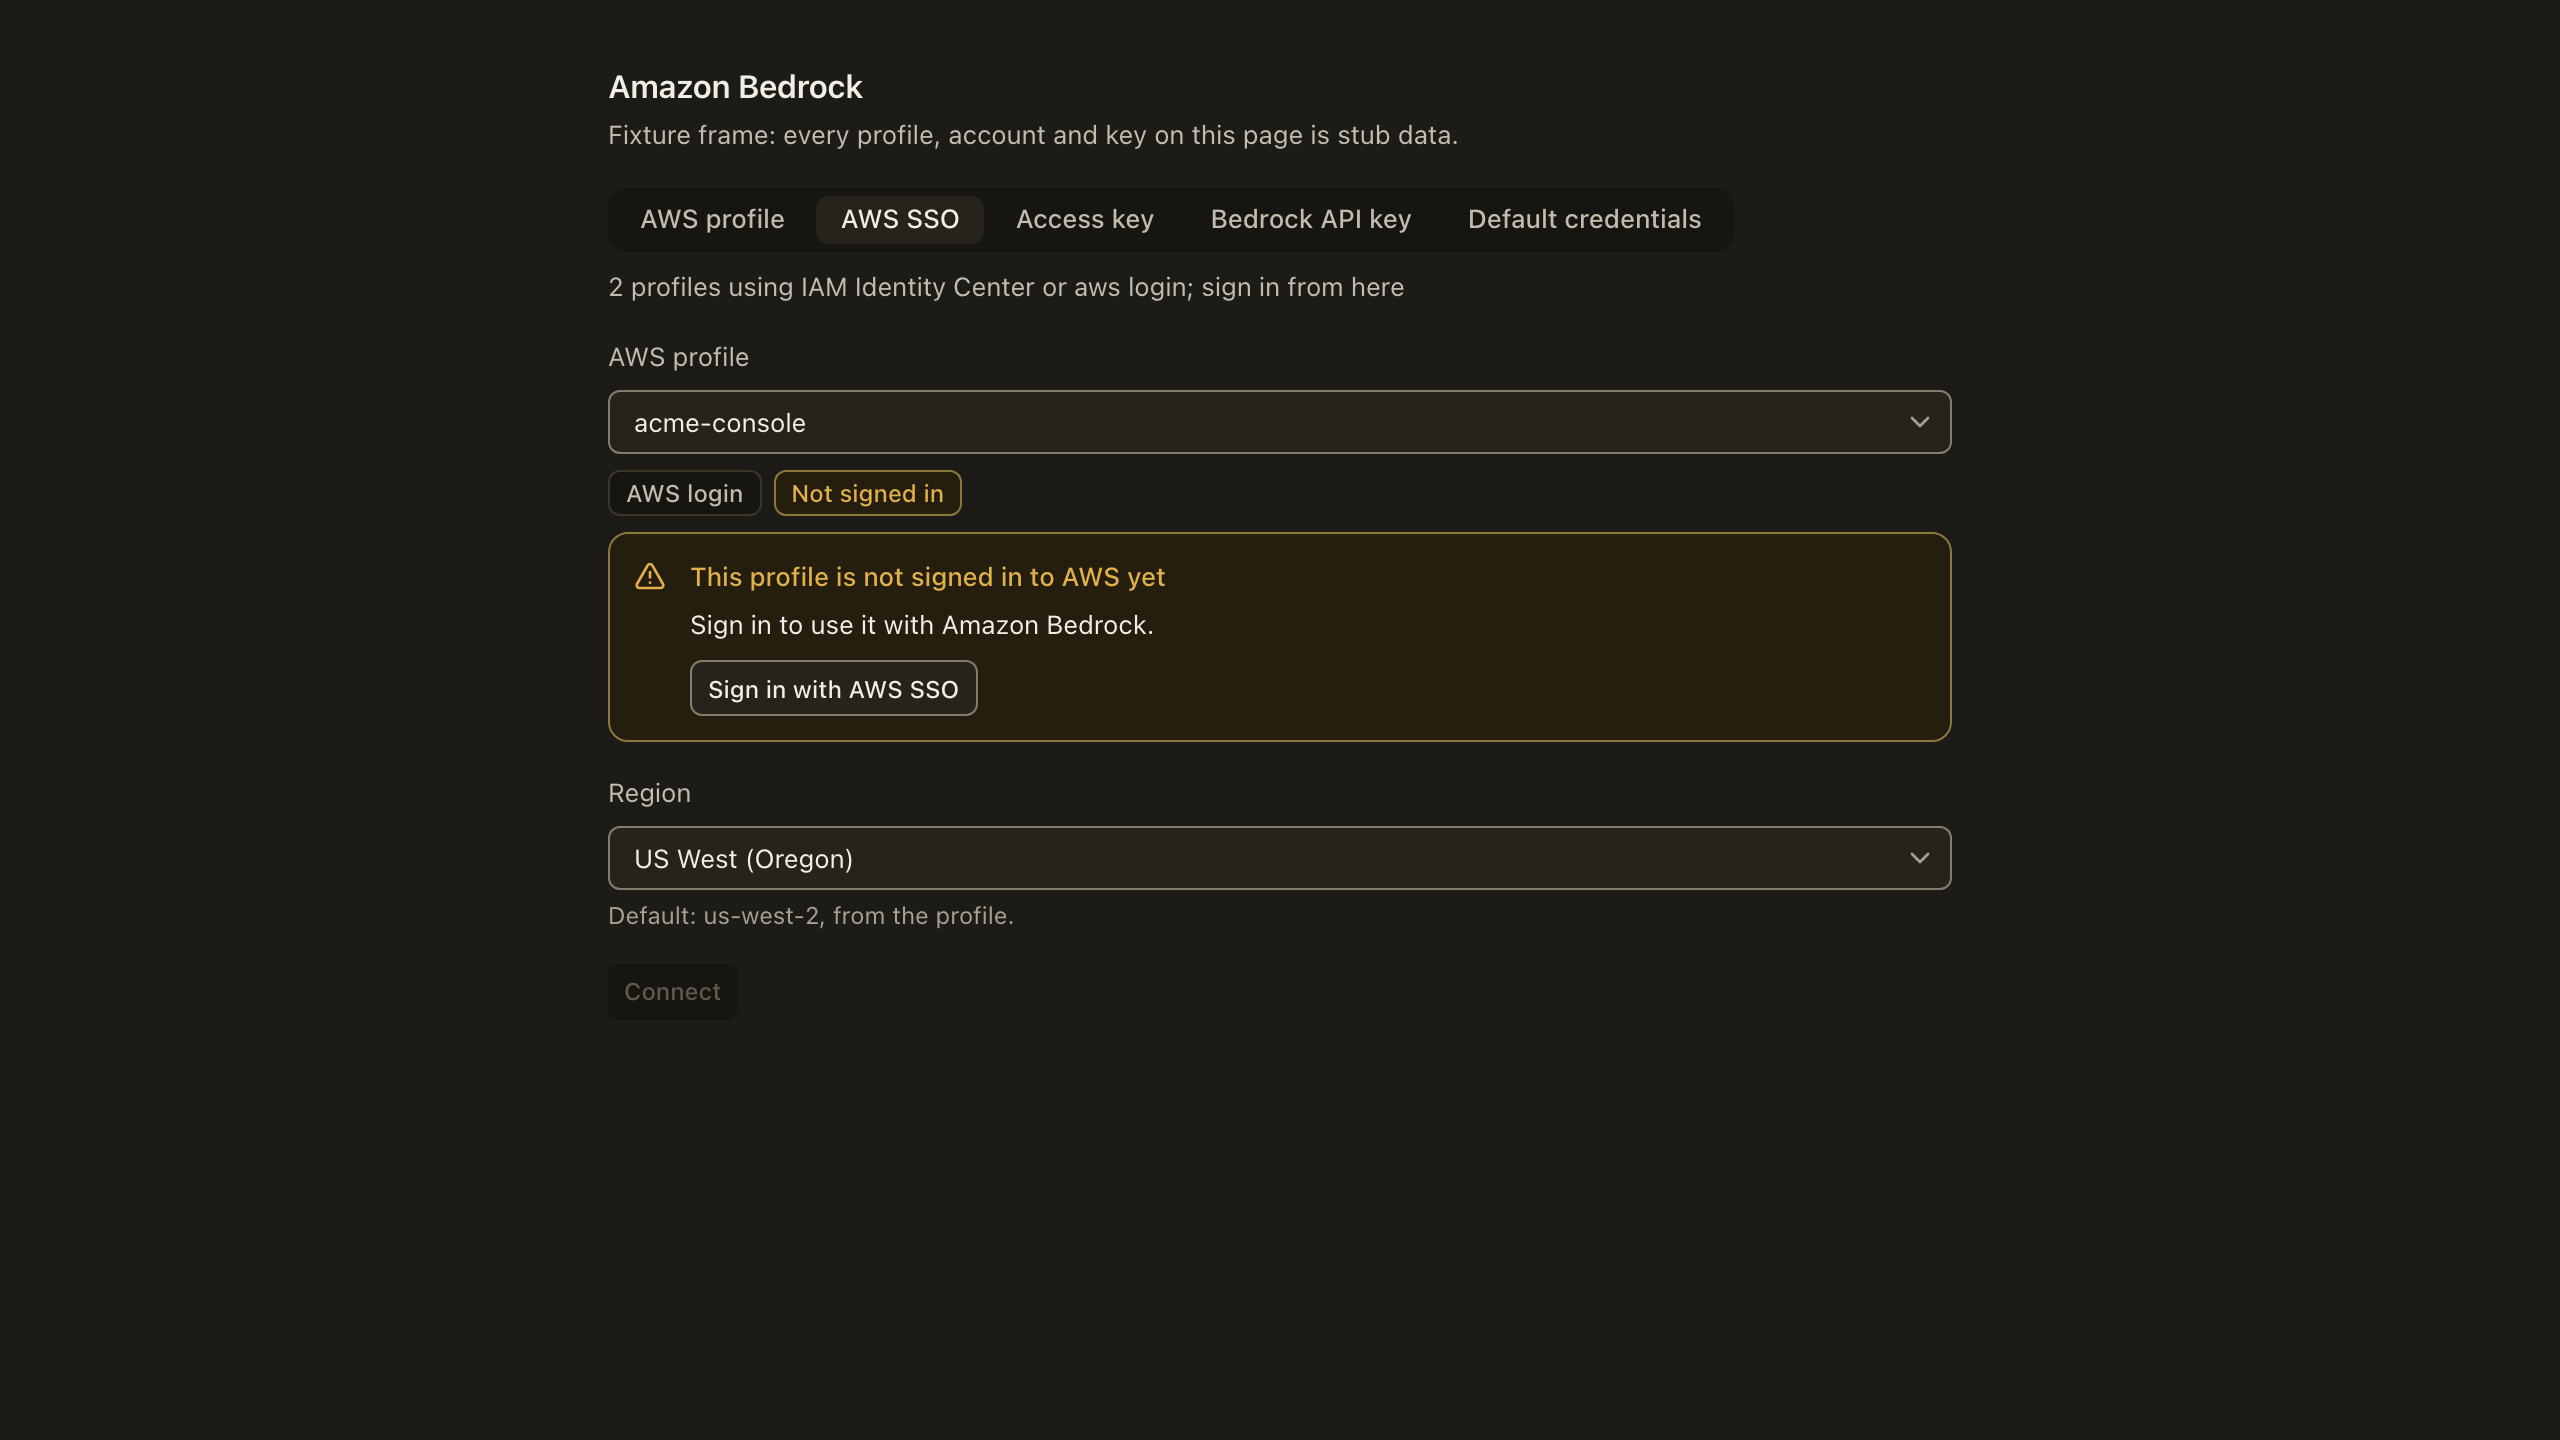 Amazon Bedrock
Fixture frame: every profile, account and key on this page is stub data.
AWS profile AWS SSO Access key Bedrock API key Default credentials
2 profiles using IAM Identity Center or aws login; sign in from here
AWS profile
acme-console
AWS login Not signed in
This profile is not signed in to AWS yet
Sign in to use it with Amazon Bedrock.
Sign in with AWS SSO
Region
US West (Oregon)
Default: us-west-2, from the profile.
Connect